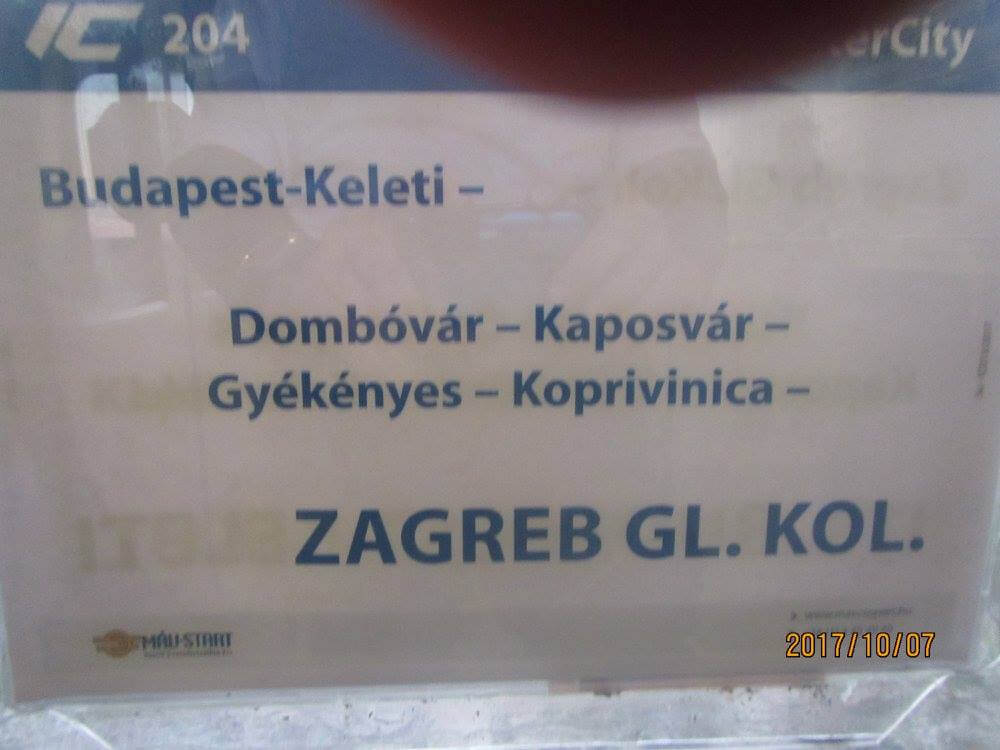 IC 204
erCity
Budapest-Keleti –
Dombóvár – Kaposvár –
Gyékényes – Koprivinica –
ZAGREB GL. KOL.
MÁV-START
2017/10/07